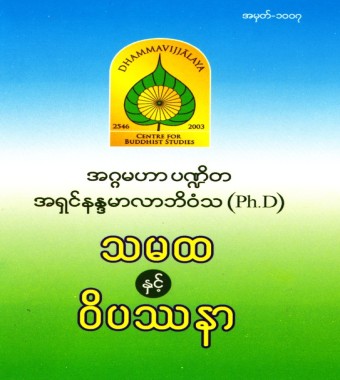 အမှတ်-၁၀၀၇
DHAMMAVIJJĀLAYA
2546 2003
CENTRE FOR
BUDDHIST STUDIES
အဂ္ဂမဟာ ပဏ္ဍိတ
အရှင်နန္ဒမာလာဘိဝံသ (Ph.D)
သမထ
နှင့်
ဝိပဿနာ